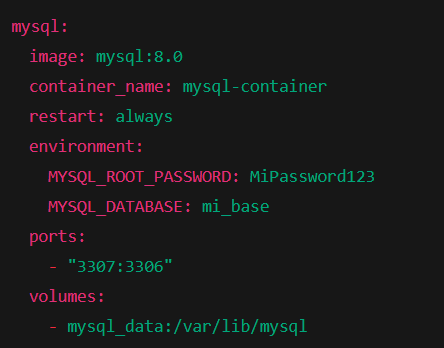 mysql:
  image: mysql:8.0
  container_name: mysql-container
  restart: always
  environment:
    MYSQL_ROOT_PASSWORD: MiPassword123
    MYSQL_DATABASE: mi_base
  ports:
    - "3307:3306"
  volumes:
    - mysql_data:/var/lib/mysql